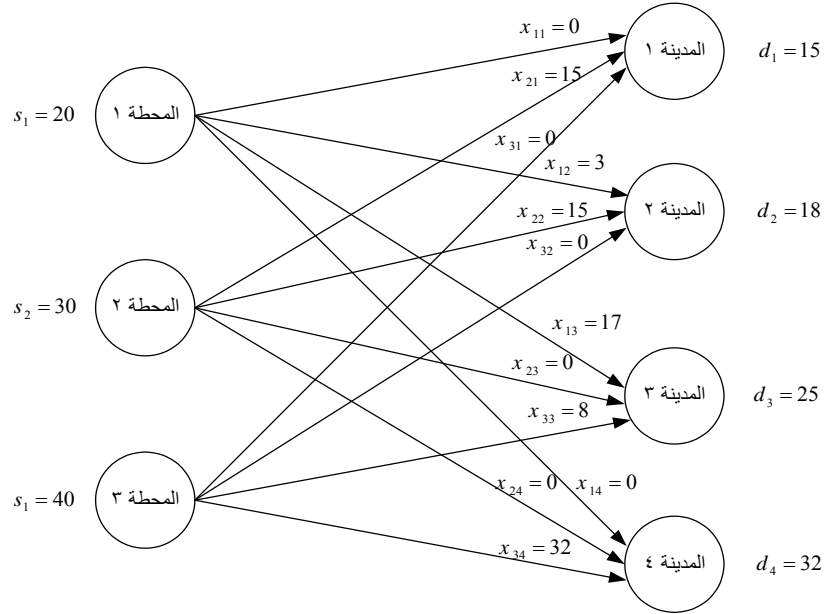 x₁₁ = 0
المدينة ١
d₁ = 15
x₂₁ = 15
s₁ = 20
المحطة ١
x₃₁ = 0
x₁₂ = 3
x₂₂ = 15
المدينة ٢
d₂ = 18
x₃₂ = 0
s₂ = 30
المحطة ٢
x₁₃ = 17
x₂₃ = 0
المدينة ٣
d₃ = 25
x₃₃ = 8
s₁ = 40
المحطة ٣
x₂₄ = 0
x₁₄ = 0
x₃₄ = 32
المدينة ٤
d₄ = 32